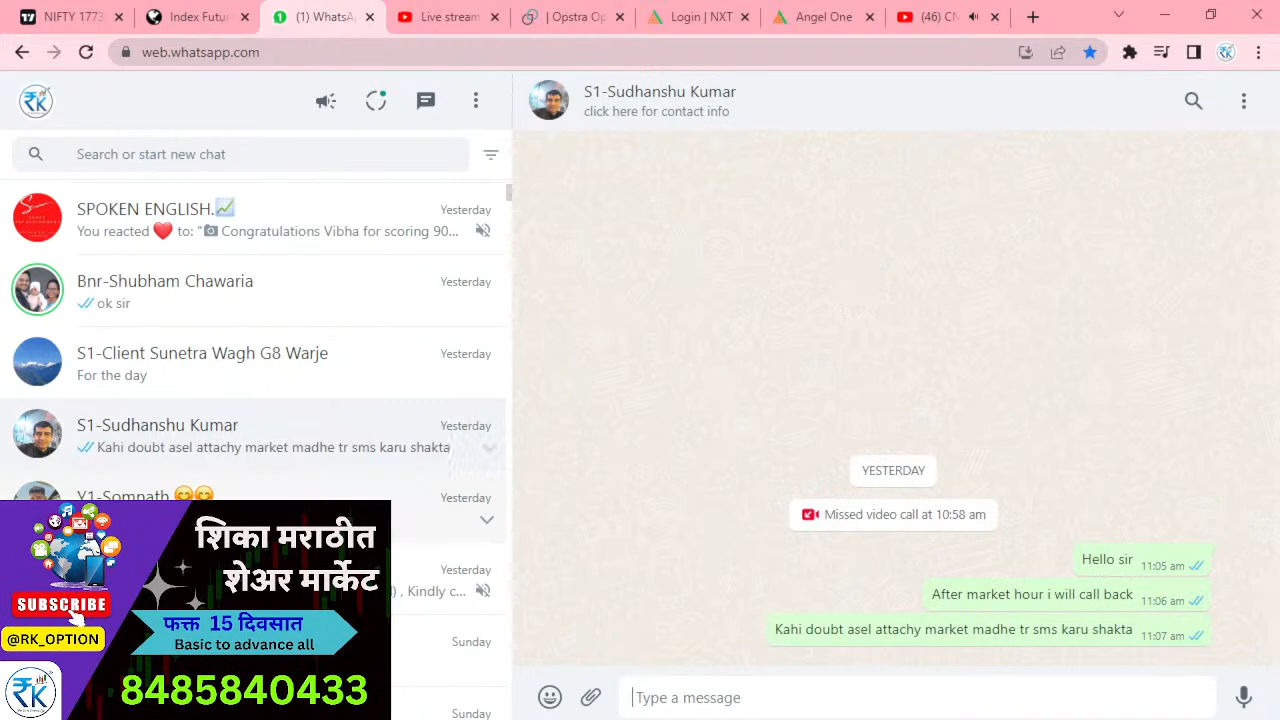 NIFTY 1773
Index Futur
(1) WhatsA
Live stream
Opstra Op
Login | NXT
Angel One
(46) CN
web.whatsapp.com
Search or start new chat
SPOKEN ENGLISH.📈
Yesterday
You reacted ❤️ to: "📷 Congratulations Vibha for scoring 90...
Bnr-Shubham Chawaria
Yesterday
ok sir
S1-Client Sunetra Wagh G8 Warje
Yesterday
For the day
S1-Sudhanshu Kumar
Yesterday
Kahi doubt asel attachy market madhe tr sms karu shakta
Y1-Somnath 😊😊
Yesterday
Yesterday
) , Kindly c...
Sunday
Sunday
शिका मराठीत
शेअर मार्केट
SUBSCRIBE
@RK_OPTION
फक्त 15 दिवसात
Basic to advance all
₹K
8485840433
S1-Sudhanshu Kumar
click here for contact info
YESTERDAY
Missed video call at 10:58 am
Hello sir 11:05 am
After market hour i will call back 11:06 am
Kahi doubt asel attachy market madhe tr sms karu shakta 11:07 am
Type a message